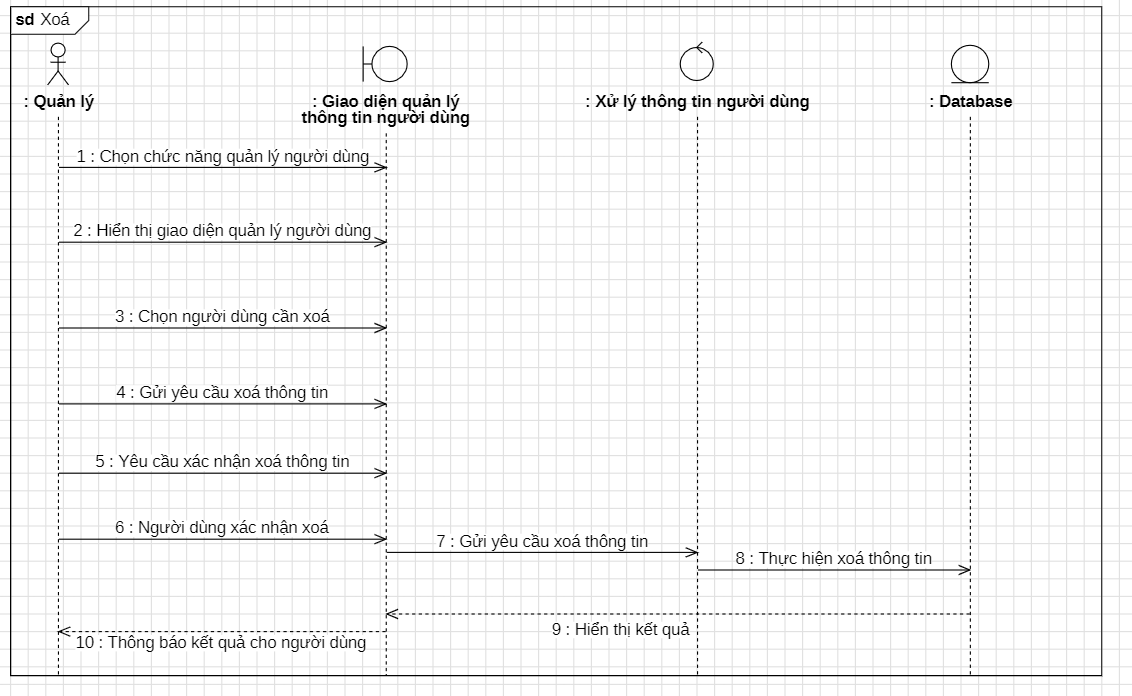 sd Xoá
: Quản lý
: Giao diện quản lý
thông tin người dùng
: Xử lý thông tin người dùng
: Database
1 : Chọn chức năng quản lý người dùng
2 : Hiển thị giao diện quản lý người dùng
3 : Chọn người dùng cần xoá
4 : Gửi yêu cầu xoá thông tin
5 : Yêu cầu xác nhận xoá thông tin
6 : Người dùng xác nhận xoá
7 : Gửi yêu cầu xoá thông tin
8 : Thực hiện xoá thông tin
9 : Hiển thị kết quả
10 : Thông báo kết quả cho người dùng